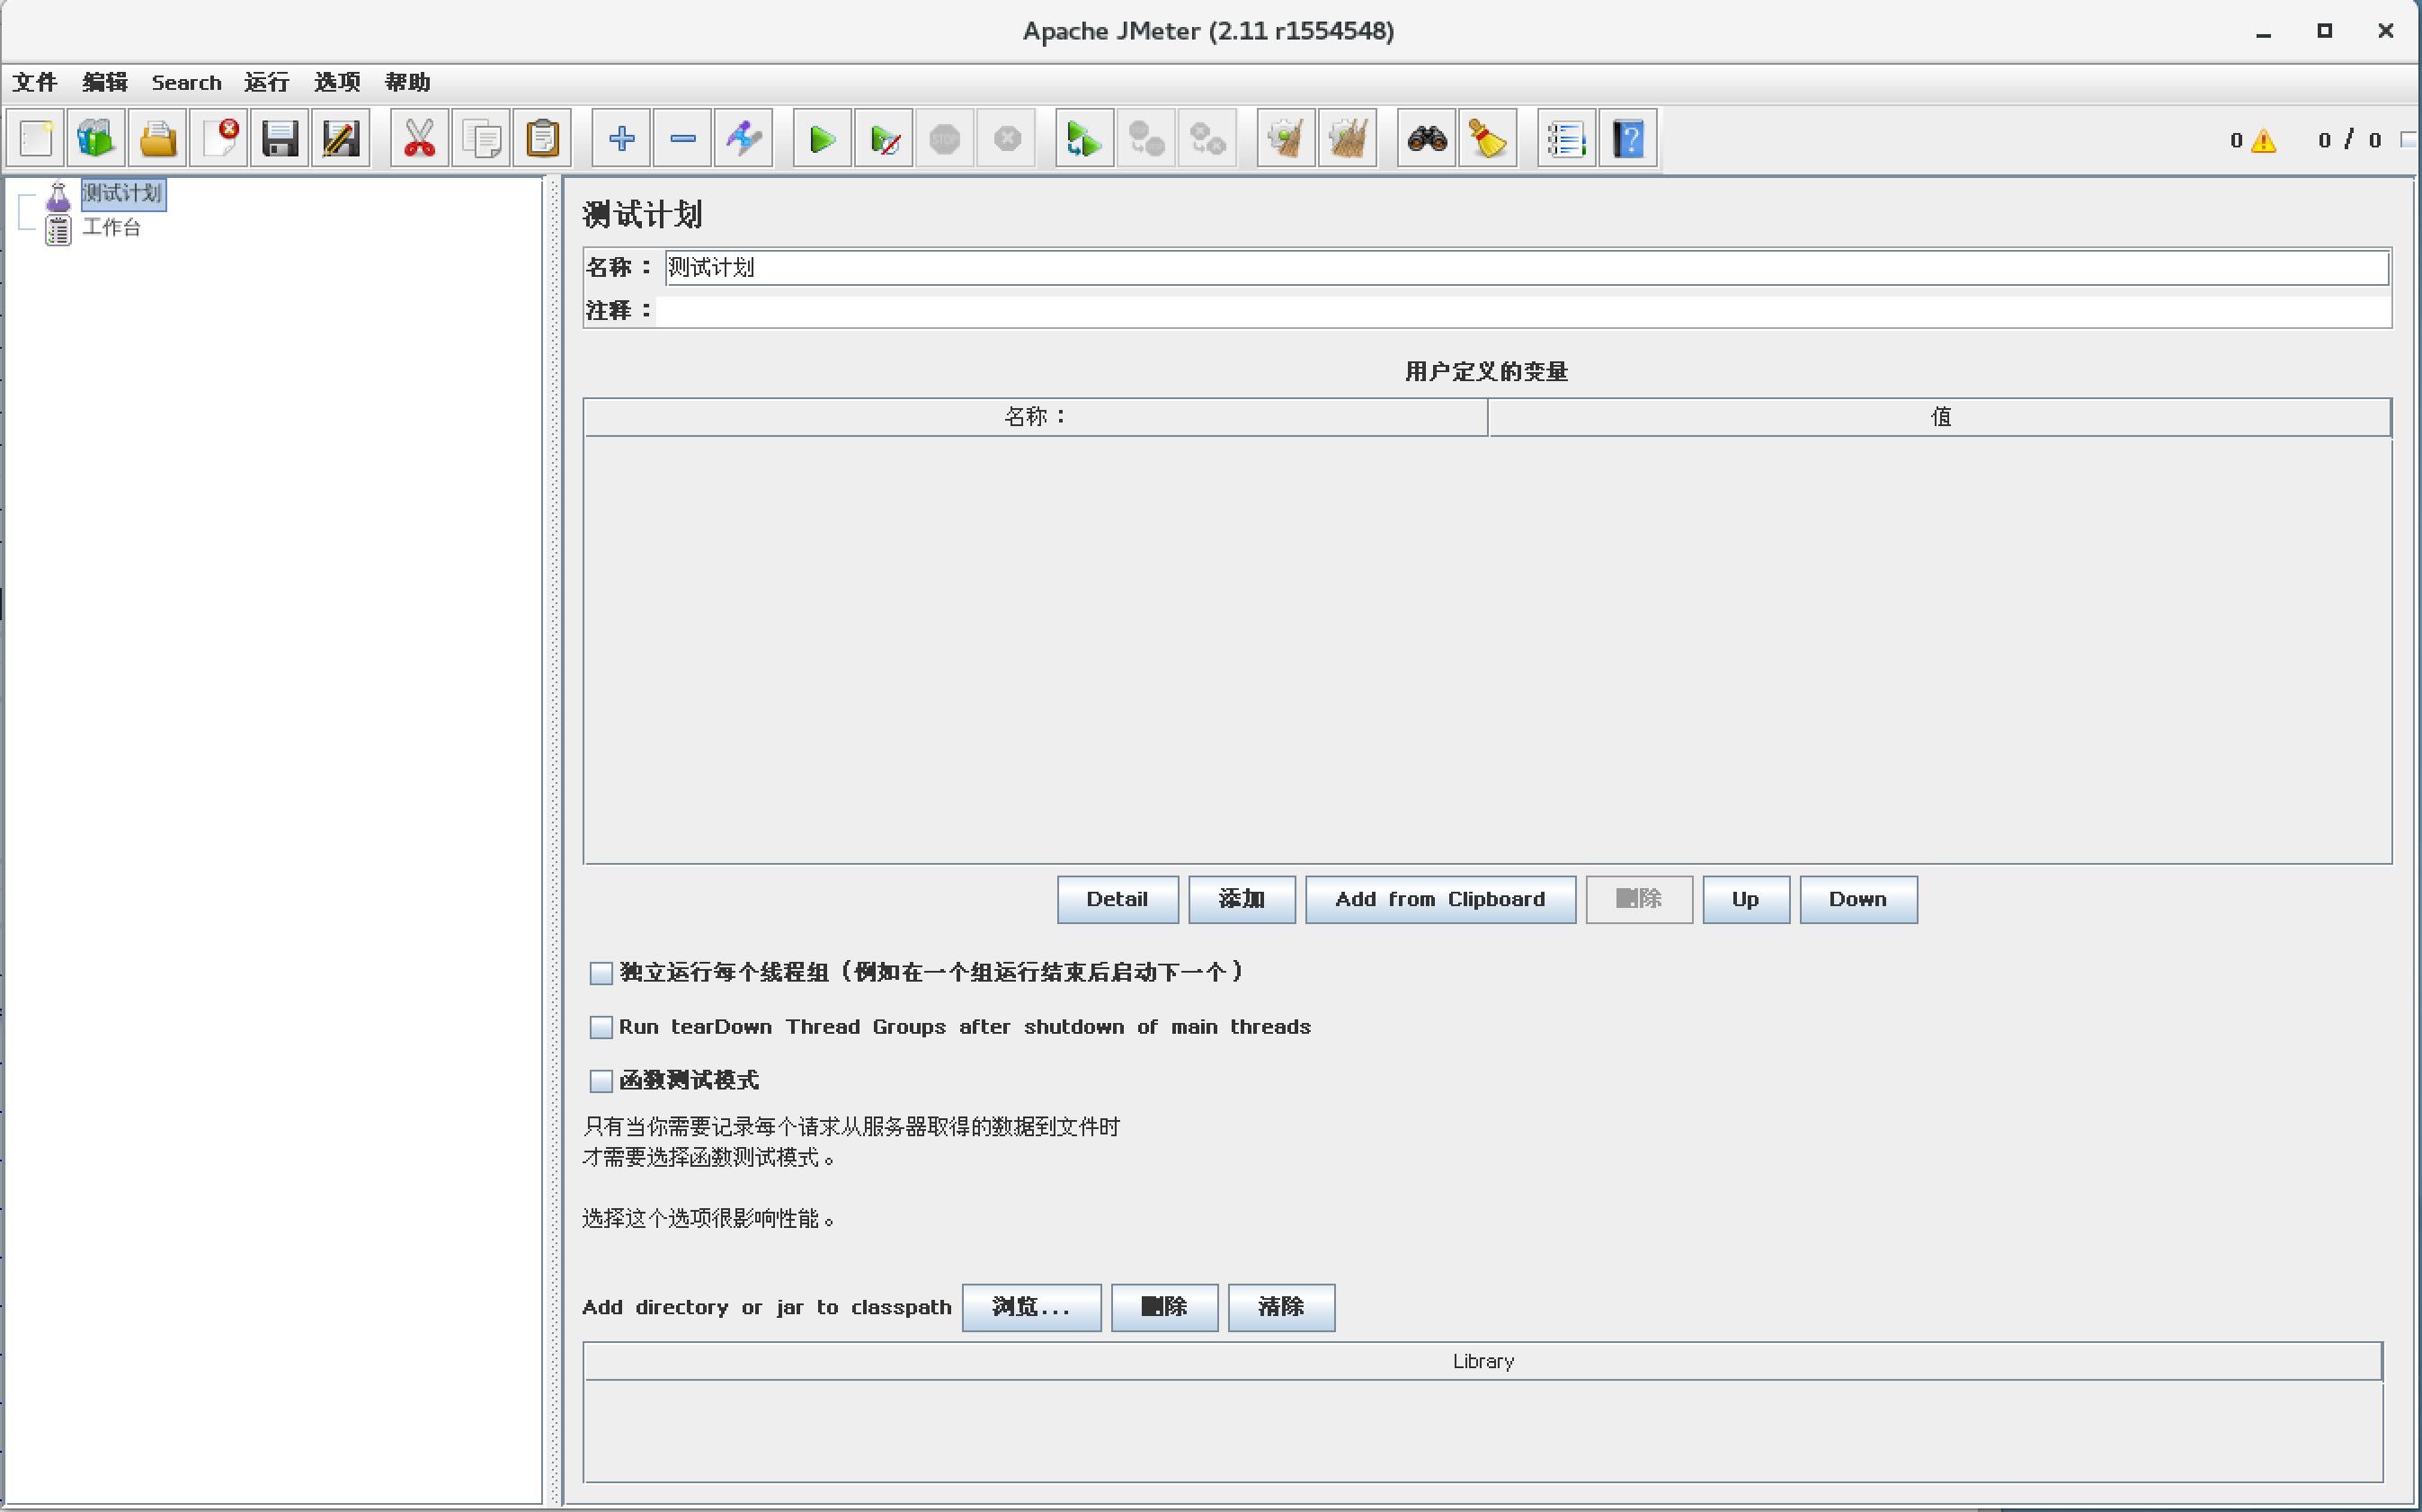 Apache JMeter (2.11 r1554548)
文件 编辑 Search 运行 选项 帮助
STOP ? 0 0 / 0
测试计划
工作台
测试计划
名称： 测试计划
注释：
用户定义的变量
名称： 值
Detail 添加 Add from Clipboard 删除 Up Down
独立运行每个线程组（例如在一个组运行结束后启动下一个）
Run tearDown Thread Groups after shutdown of main threads
函数测试模式
只有当你需要记录每个请求从服务器取得的数据到文件时
才需要选择函数测试模式。
选择这个选项很影响性能。
Add directory or jar to classpath 浏览... 删除 清除
Library